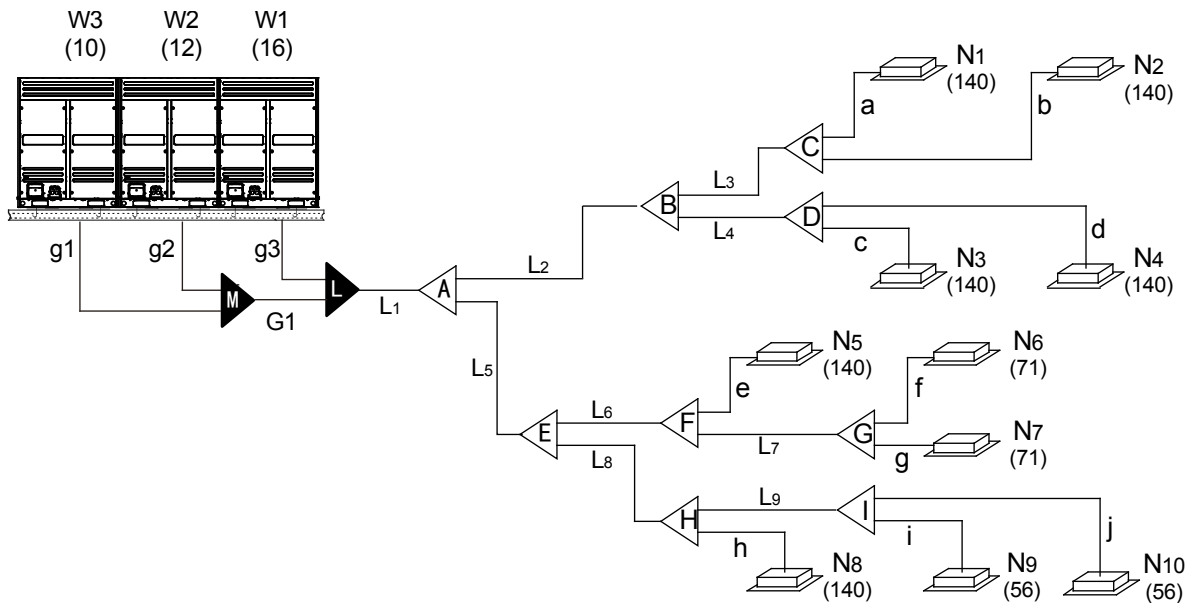 W3 W2 W1
(10) (12) (16)
N1
(140)
N2
(140)
a
b
C
L3
B
D
L4
c
d
g1 g2 g3
L2
N3
(140)
N4
(140)
M
L
A
G1
L1
L5
N5
(140)
N6
(71)
e
f
L6
F
E
G
L7
N7
(71)
g
L8
L9
H
I
j
h
i
N8
(140)
N9
(56)
N10
(56)